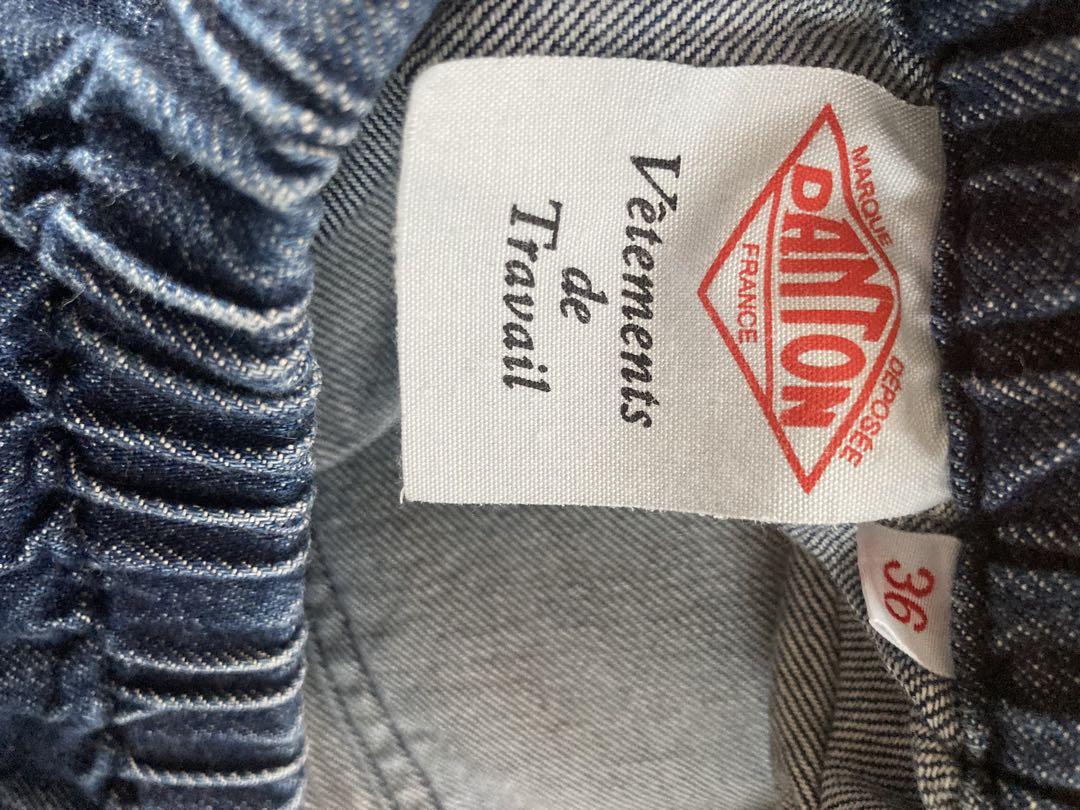 MARQUE DÉPOSÉE
DANTON
FRANCE
Vêtements
de
Travail
36